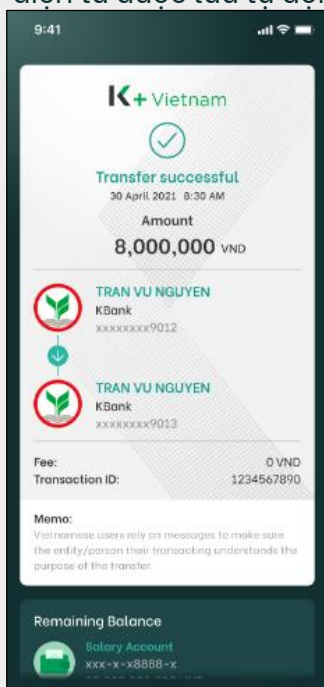 9:41
K+ Vietnam
Transfer successful
30 April 2021 8:30 AM
Amount
8,000,000 VND
TRAN VU NGUYEN
KBank
xxxxxxxx9012
TRAN VU NGUYEN
KBank
xxxxxxxx9013
Fee: 0 VND
Transaction ID: 1234567890
Memo:
Vietnamese users rely on messages to make sure
the entity/person their transacting understands the
purpose of the transfer.
Remaining Balance
Salary Account
xxx-x-x8888-x